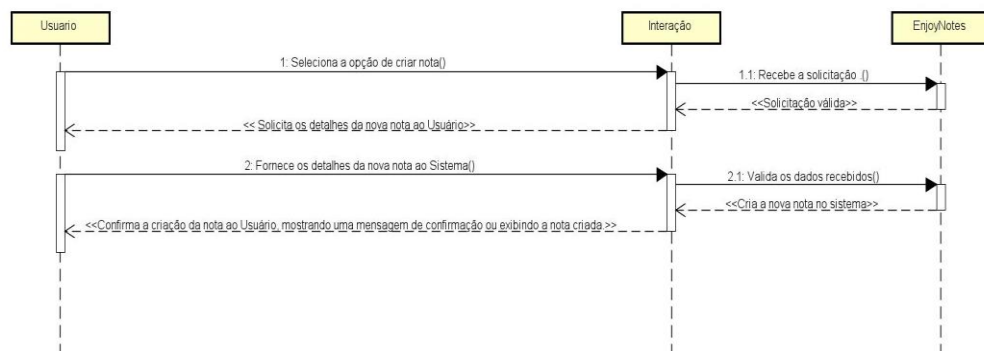 Usuario
Interação
EnjoyNotes
1: Seleciona a opção de criar nota()
1.1: Recebe a solicitação .()
<<Solicitação válida>>
<< Solicita os detalhes da nova nota ao Usuário>>
2: Fornece os detalhes da nova nota ao Sistema()
2.1: Valida os dados recebidos()
<<Cria a nova nota no sistema>>
<<Confirma a criação da nota ao Usuário, mostrando uma mensagem de confirmação ou exibindo a nota criada >>